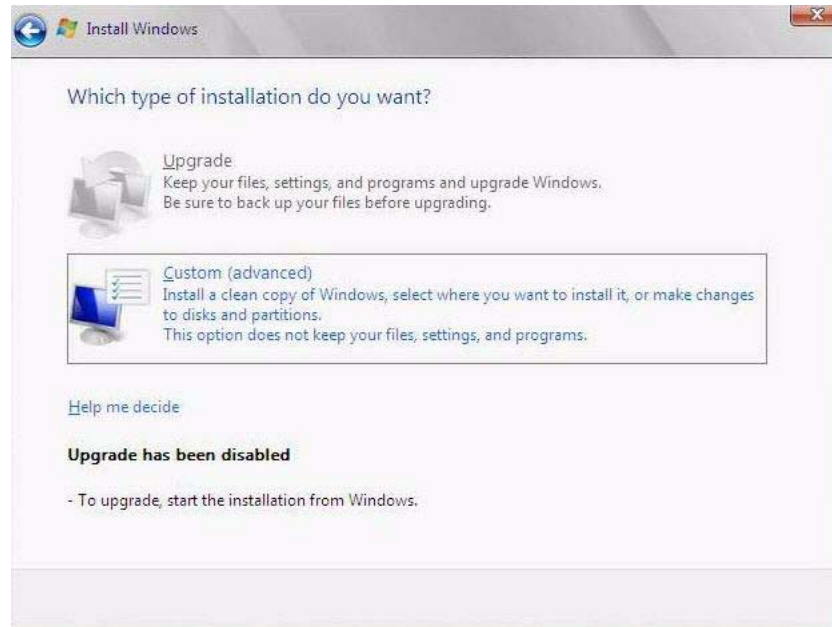 Install Windows
Which type of installation do you want?
Upgrade
Keep your files, settings, and programs and upgrade Windows.
Be sure to back up your files before upgrading.
Custom (advanced)
Install a clean copy of Windows, select where you want to install it, or make changes
to disks and partitions.
This option does not keep your files, settings, and programs.
Help me decide
Upgrade has been disabled
- To upgrade, start the installation from Windows.